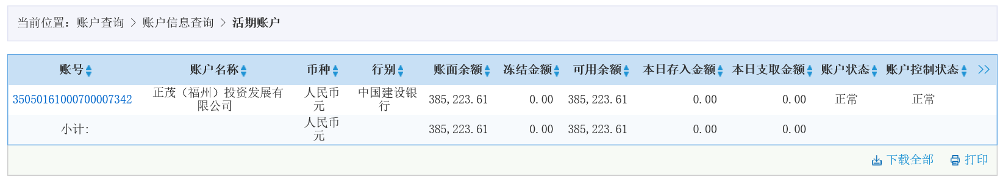 当前位置：账户查询 > 账户信息查询 > 活期账户
账号 账户名称 币种 行别 账面余额 冻结金额 可用余额 本日存入金额 本日支取金额 账户状态 账户控制状态 >>
35050161000700007342 正茂（福州）投资发展有限公司 人民币元 中国建设银行 385,223.61 0.00 385,223.61 0.00 0.00 正常 正常
小计: 人民币元 385,223.61 0.00 385,223.61 0.00 0.00
下载全部 打印